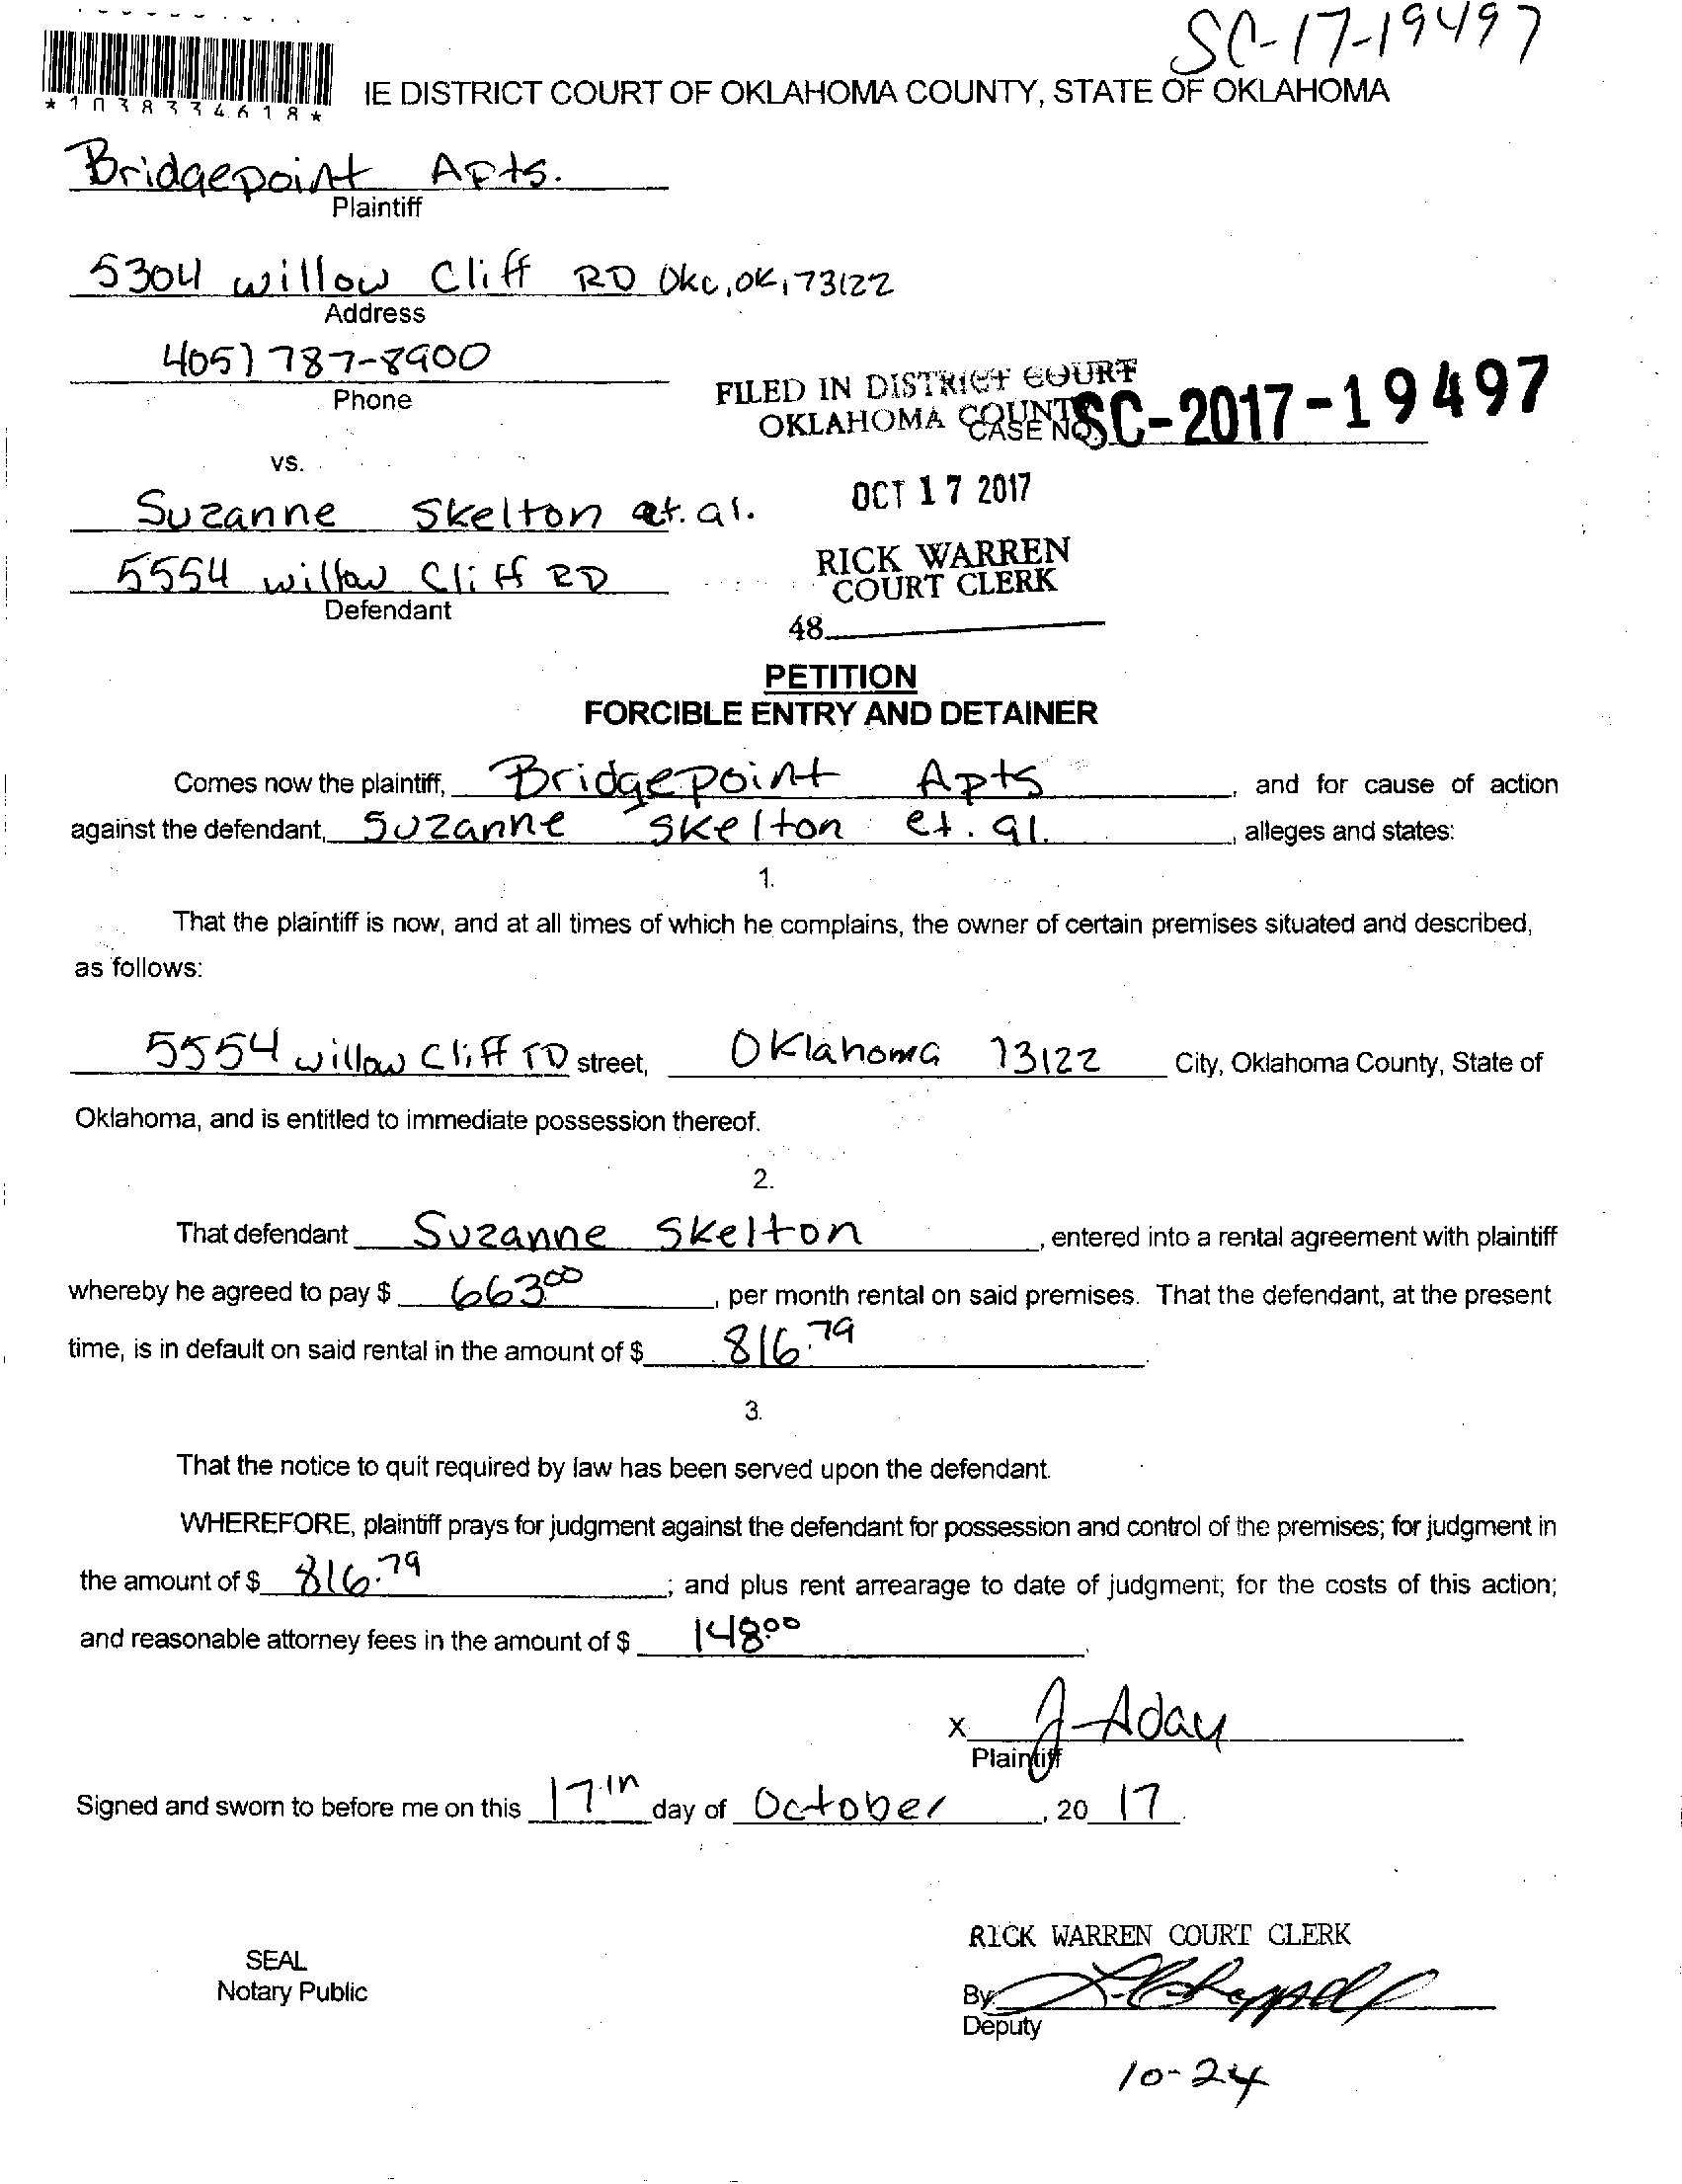 SC-17-19497
*1038334618*
IE DISTRICT COURT OF OKLAHOMA COUNTY, STATE OF OKLAHOMA
Bridgepoint Apts.
Plaintiff
5304 willow Cliff RD Okc, OK, 73122
Address
405) 787-8900
Phone
FILED IN DISTRICT COURT
OKLAHOMA COUNTY
CASE NO. SC-2017-19497
vs.
OCT 17 2017
Suzanne Skelton et. al.
RICK WARREN
COURT CLERK
5554 willow Cliff RD
Defendant
48
PETITION
FORCIBLE ENTRY AND DETAINER
Comes now the plaintiff, Bridgepoint Apts, and for cause of action
against the defendant, Suzanne Skelton et. al., alleges and states:
1.
That the plaintiff is now, and at all times of which he complains, the owner of certain premises situated and described,
as follows:
5554 willow Cliff rD street, Oklahoma 73122 City, Oklahoma County, State of
Oklahoma, and is entitled to immediate possession thereof.
2.
That defendant Suzanne Skelton, entered into a rental agreement with plaintiff
whereby he agreed to pay $ 663.00, per month rental on said premises. That the defendant, at the present
time, is in default on said rental in the amount of $ 816.79.
3.
That the notice to quit required by law has been served upon the defendant.
WHEREFORE, plaintiff prays for judgment against the defendant for possession and control of the premises; for judgment in
the amount of $ 816.79; and plus rent arrearage to date of judgment; for the costs of this action;
and reasonable attorney fees in the amount of $ 148.00.
x J Aday
Plaintiff
Signed and sworn to before me on this 17th day of October, 20 17.
RICK WARREN COURT CLERK
SEAL
Notary Public
By
Deputy
10-24